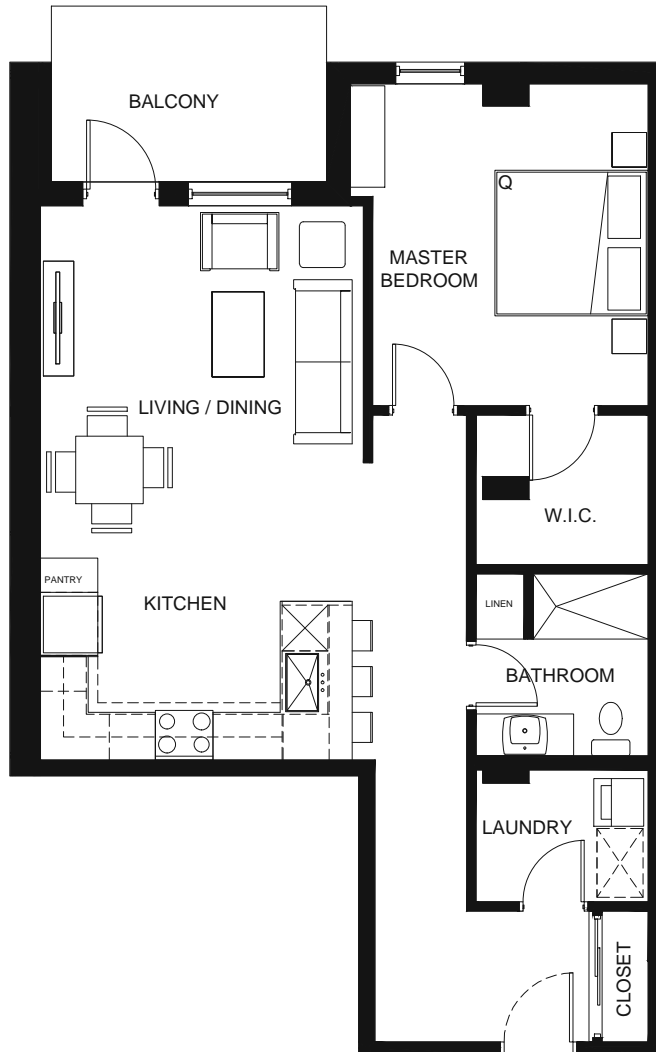 BALCONY
Q
MASTER
BEDROOM
LIVING / DINING
W.I.C.
PANTRY
KITCHEN
LINEN
BATHROOM
LAUNDRY
CLOSET